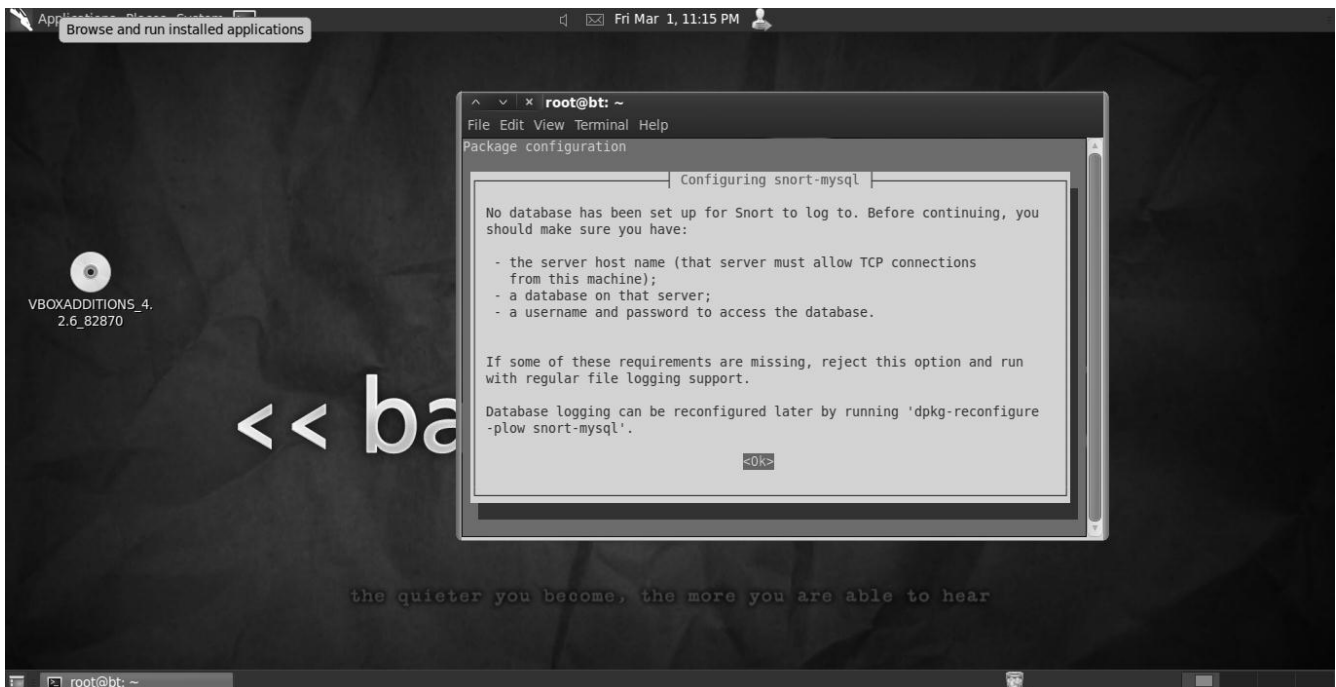 Applications Places System
Fri Mar 1, 11:15 PM
Browse and run installed applications
root@bt: ~
File Edit View Terminal Help
Package configuration
Configuring snort-mysql
No database has been set up for Snort to log to. Before continuing, you
should make sure you have:
- the server host name (that server must allow TCP connections
from this machine);
- a database on that server;
- a username and password to access the database.
If some of these requirements are missing, reject this option and run
with regular file logging support.
Database logging can be reconfigured later by running 'dpkg-reconfigure
-plow snort-mysql'.
<Ok>
VBOXADDITIONS_4.
2.6_82870
<< ba
the quieter you become, the more you are able to hear
root@bt: ~